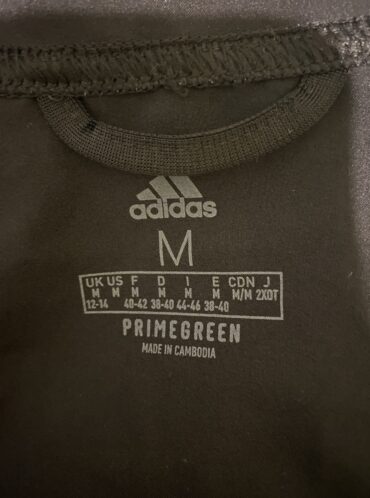 adidas
M
UK US F D I E CDN J
M M M M M M M/M 2XOT
12-14 40-42 38-40 44-46 38-40
PRIMEGREEN
MADE IN CAMBODIA